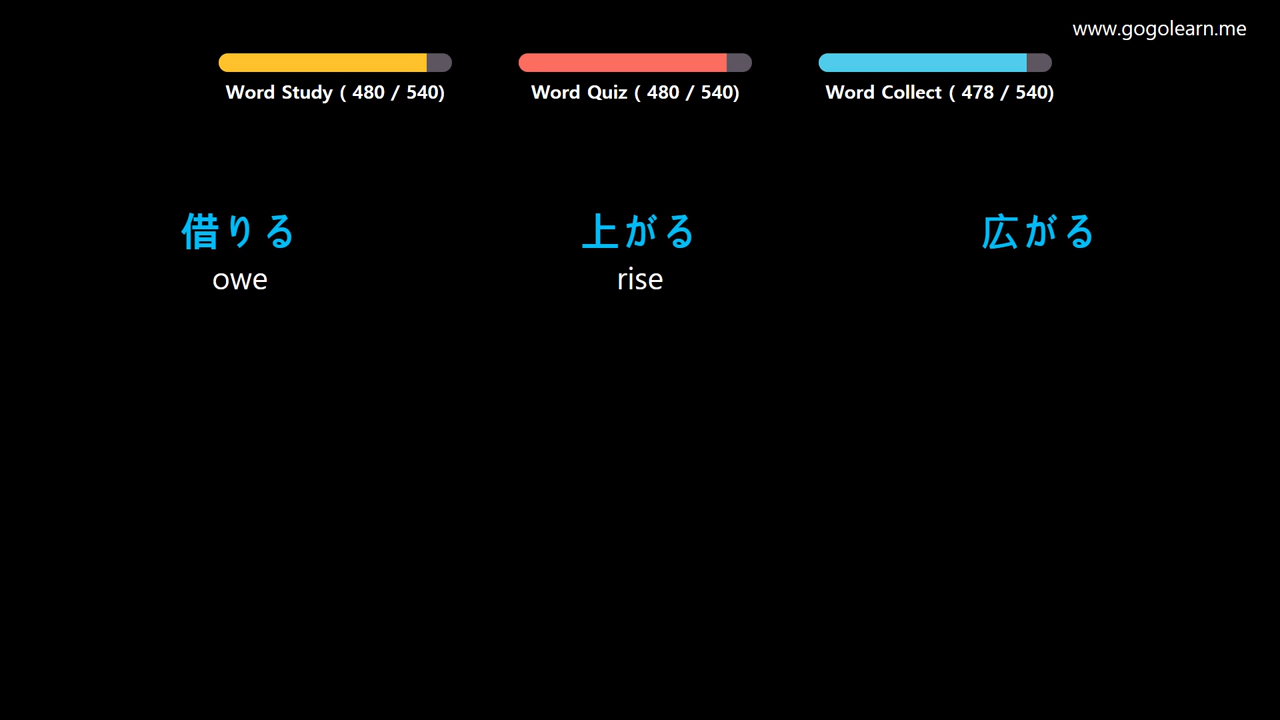 www.gogolearn.me
Word Study ( 480 / 540)
Word Quiz ( 480 / 540)
Word Collect ( 478 / 540)
借りる
owe
上がる
rise
広がる